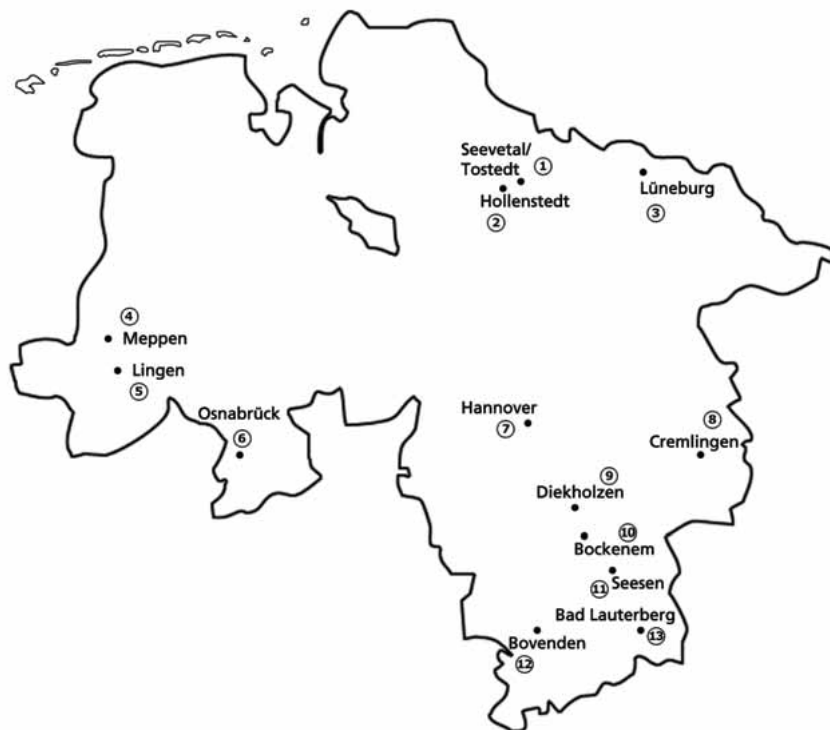 Seevetal/
Tostedt ①
Hollenstedt
②
Lüneburg
③
④
Meppen
Lingen
⑤
Osnabrück
⑥
Hannover
⑦
⑧
Cremlingen
⑨
Diekholzen
⑩
Bockenem
Seesen
⑪
Bad Lauterberg
⑬
Bovenden
⑫